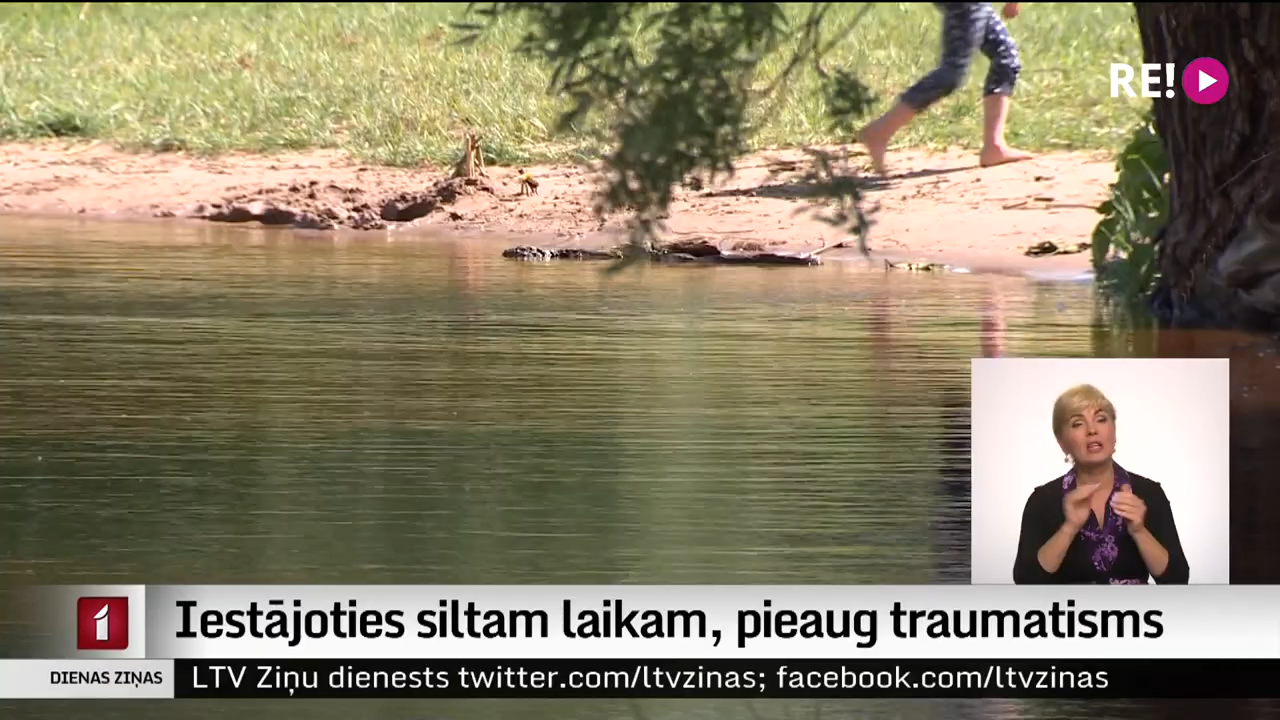 RE!
Iestājoties siltam laikam, pieaug traumatisms
1
DIENAS ZIŅAS
LTV Ziņu dienests twitter.com/ltvzinas; facebook.com/ltvzinas